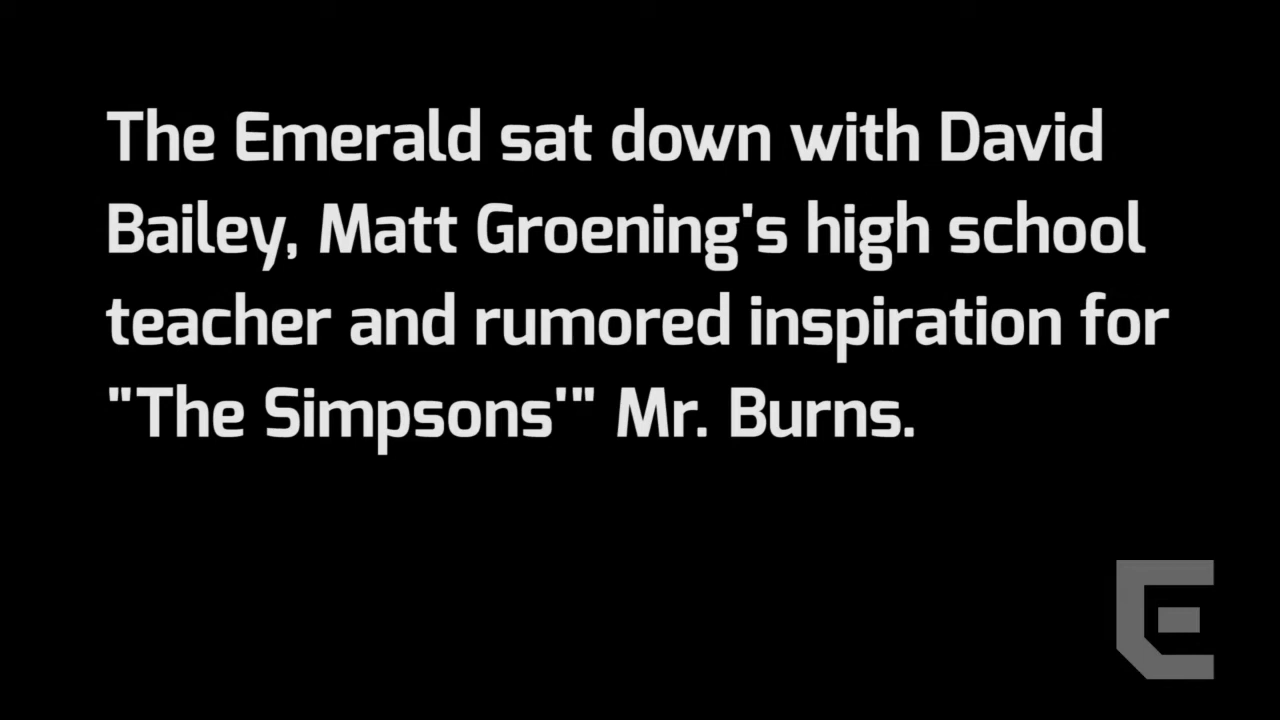 The Emerald sat down with David
Bailey, Matt Groening's high school
teacher and rumored inspiration for
"The Simpsons'" Mr. Burns.